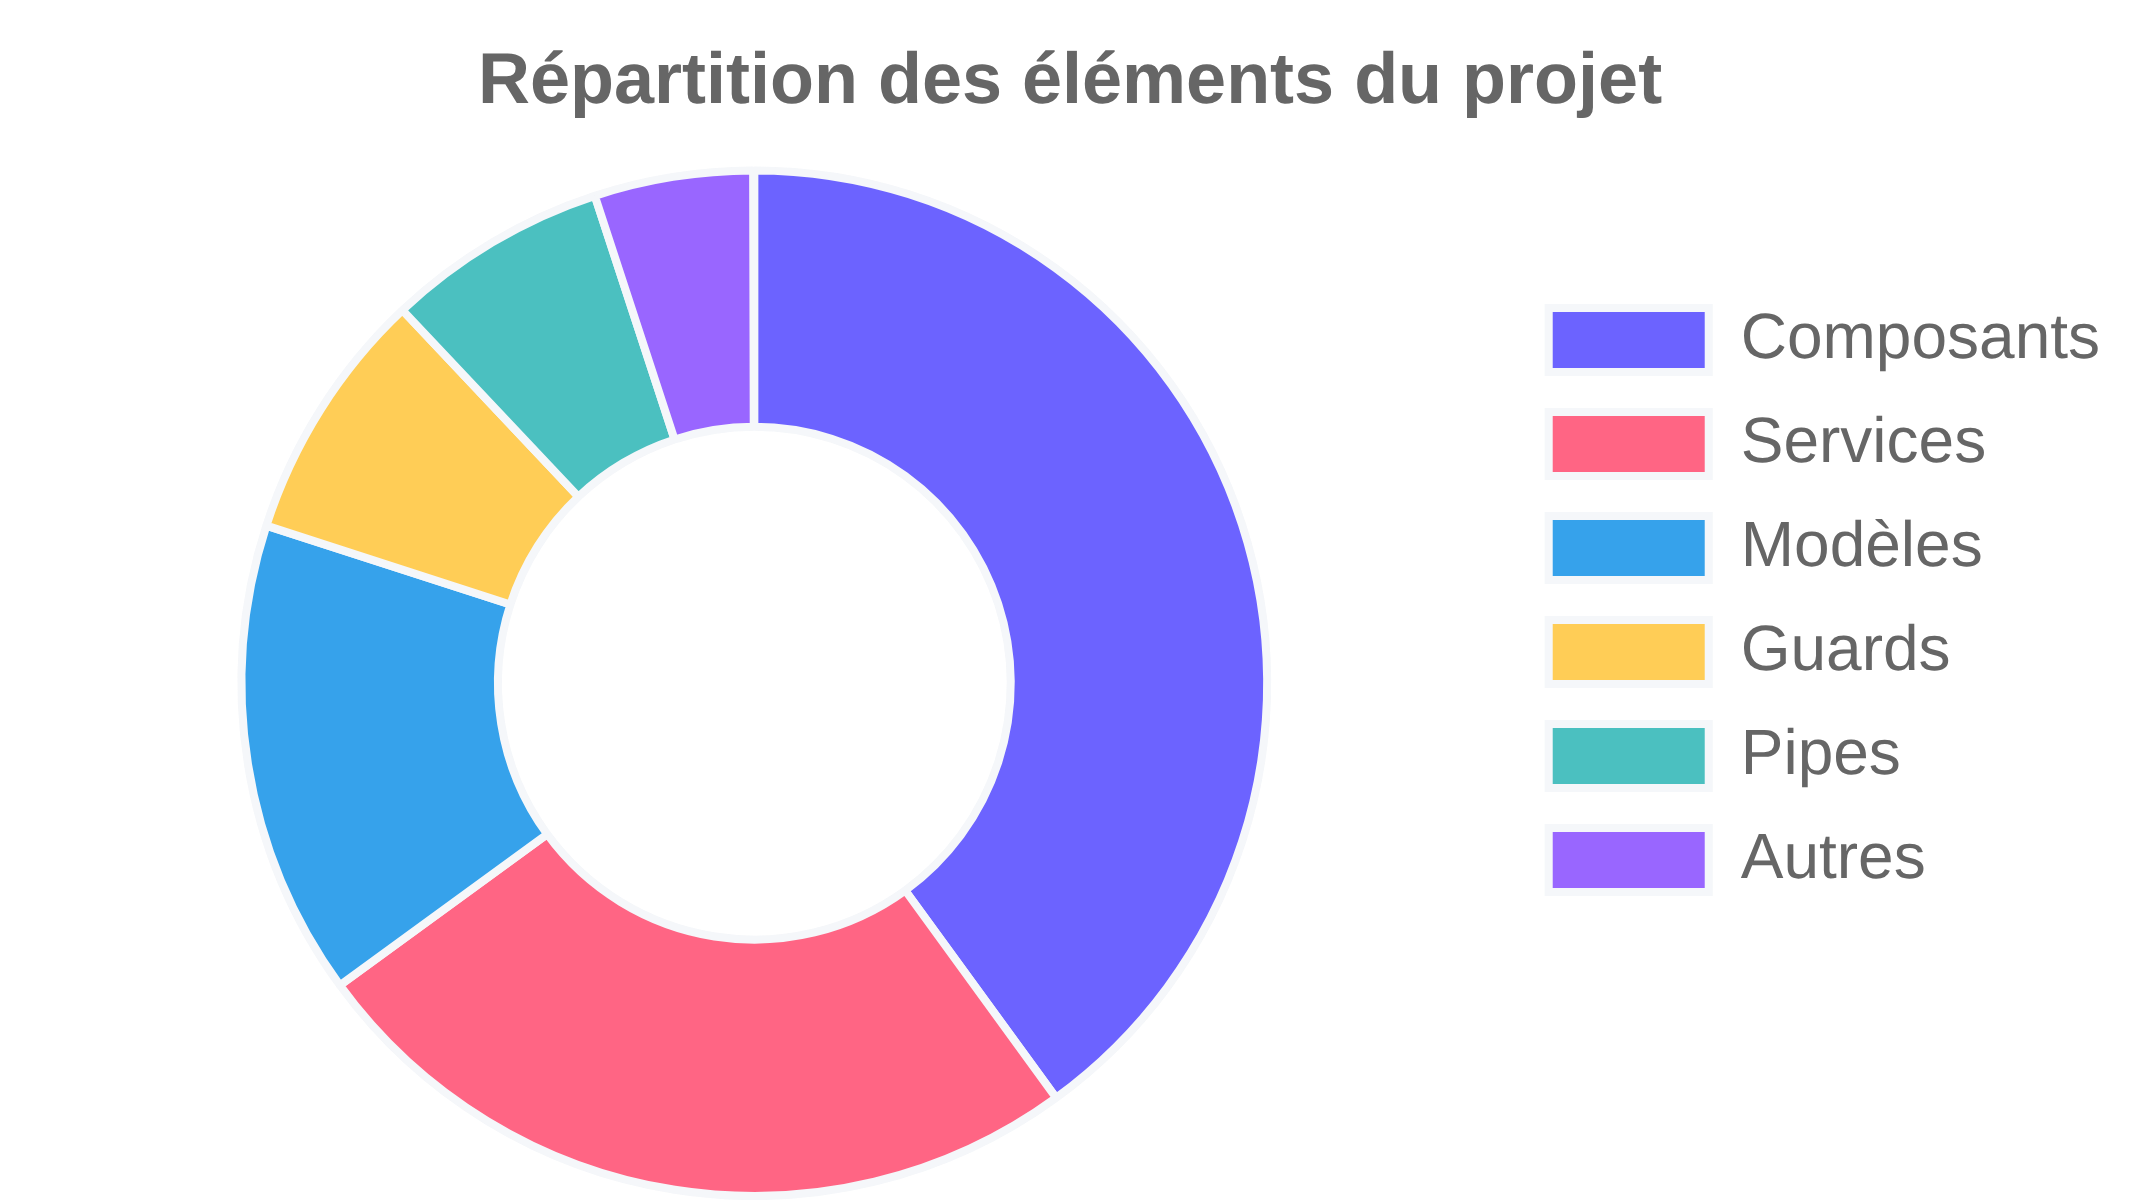 Répartition des éléments du projet
Composants
Services
Modèles
Guards
Pipes
Autres